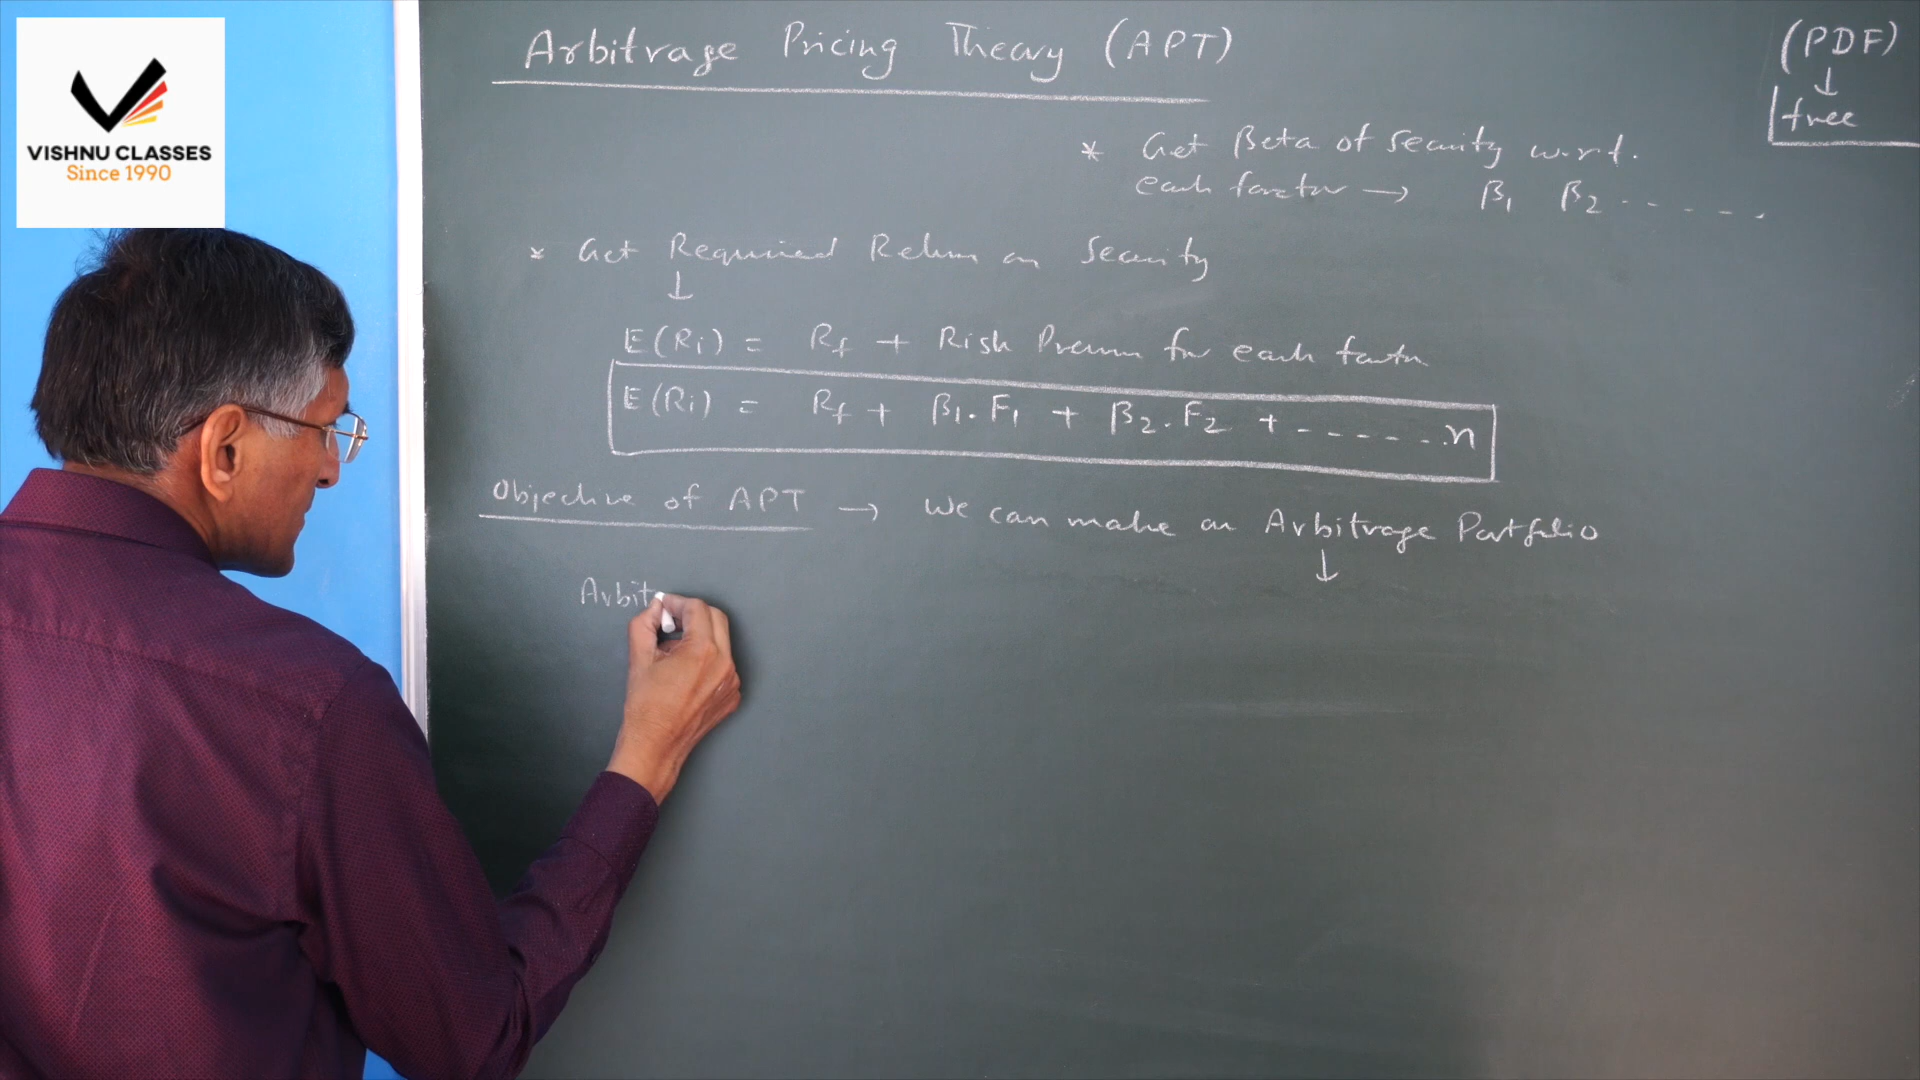 VISHNU CLASSES
Since 1990
Arbitrage Pricing Theory (APT)
(PDF)
↓
free
* Get Beta of security w.r.t.
each factor → β1 β2 ......
* Get Required Return on Security
↓
E(Ri) = Rf + Risk Premm for each factor
E(Ri) = Rf + β1.F1 + β2.F2 + ......n
Objective of APT → We can make an Arbitrage Portfolio
↓
Arbit